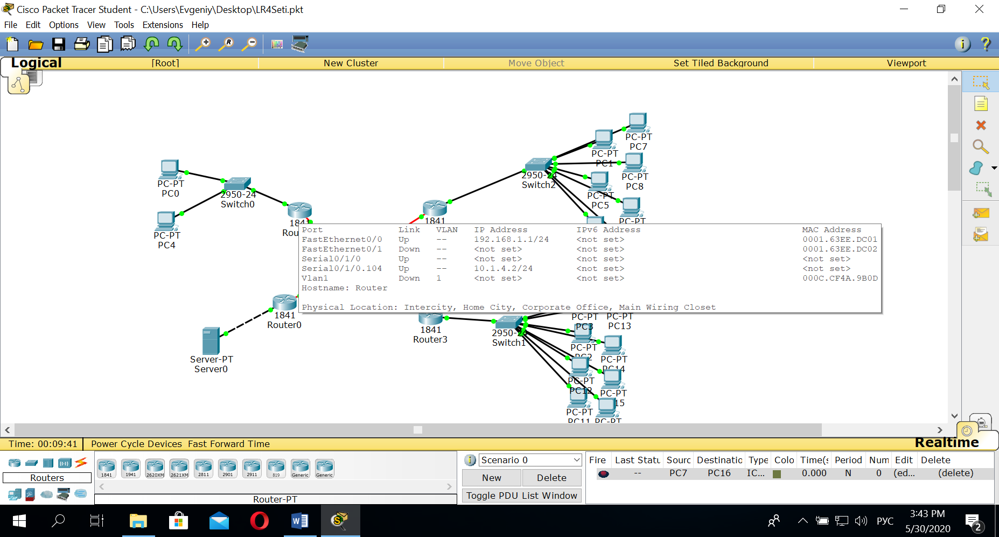 Cisco Packet Tracer Student - C:\Users\Evgeniy\Desktop\LR4Seti.pkt
File Edit Options View Tools Extensions Help
Logical [Root] New Cluster Move Object Set Tiled Background Viewport
PC-PT
PC7
PC-PT
PC1
PC-PT
PC8
2950-24
Switch2
PC-PT
PC0
2950-24
Switch0
PC-PT
PC5
1841
1841
PC-PT
PC-PT
PC4
Port Link VLAN IP Address IPv6 Address MAC Address
FastEthernet0/0 Up -- 192.168.1.1/24 <not set> 0001.63EE.DC01
FastEthernet0/1 Down -- <not set> <not set> 0001.63EE.DC02
Serial0/1/0 Up -- <not set> <not set> <not set>
Serial0/1/0.104 Up -- 10.1.4.2/24 <not set> <not set>
Vlan1 Down 1 <not set> <not set> 000C.CF4A.9B0D
Hostname: Router
Physical Location: Intercity, Home City, Corporate Office, Main Wiring Closet
1841
Router0
1841
Router3
2950-24
Switch1
PC-PT
PC3
PC-PT
PC13
PC-PT
PC2
PC-PT
PC14
Server-PT
Server0
PC-PT
PC12
PC-PT
15
PC-PT
PC11
PC-PT
Time: 00:09:41 Power Cycle Devices Fast Forward Time Realtime
Routers
1841 1941 2620XM 2621XM 2811 2901 2911 819 Generic Generic
Router-PT
Scenario 0
New Delete
Toggle PDU List Window
Fire Last Statu Sourc Destinatio Type Colo Time(s Period Num Edit Delete
-- PC7 PC16 IC... 0.000 N 0 (ed... (delete)
РУС
3:43 PM
5/30/2020
2